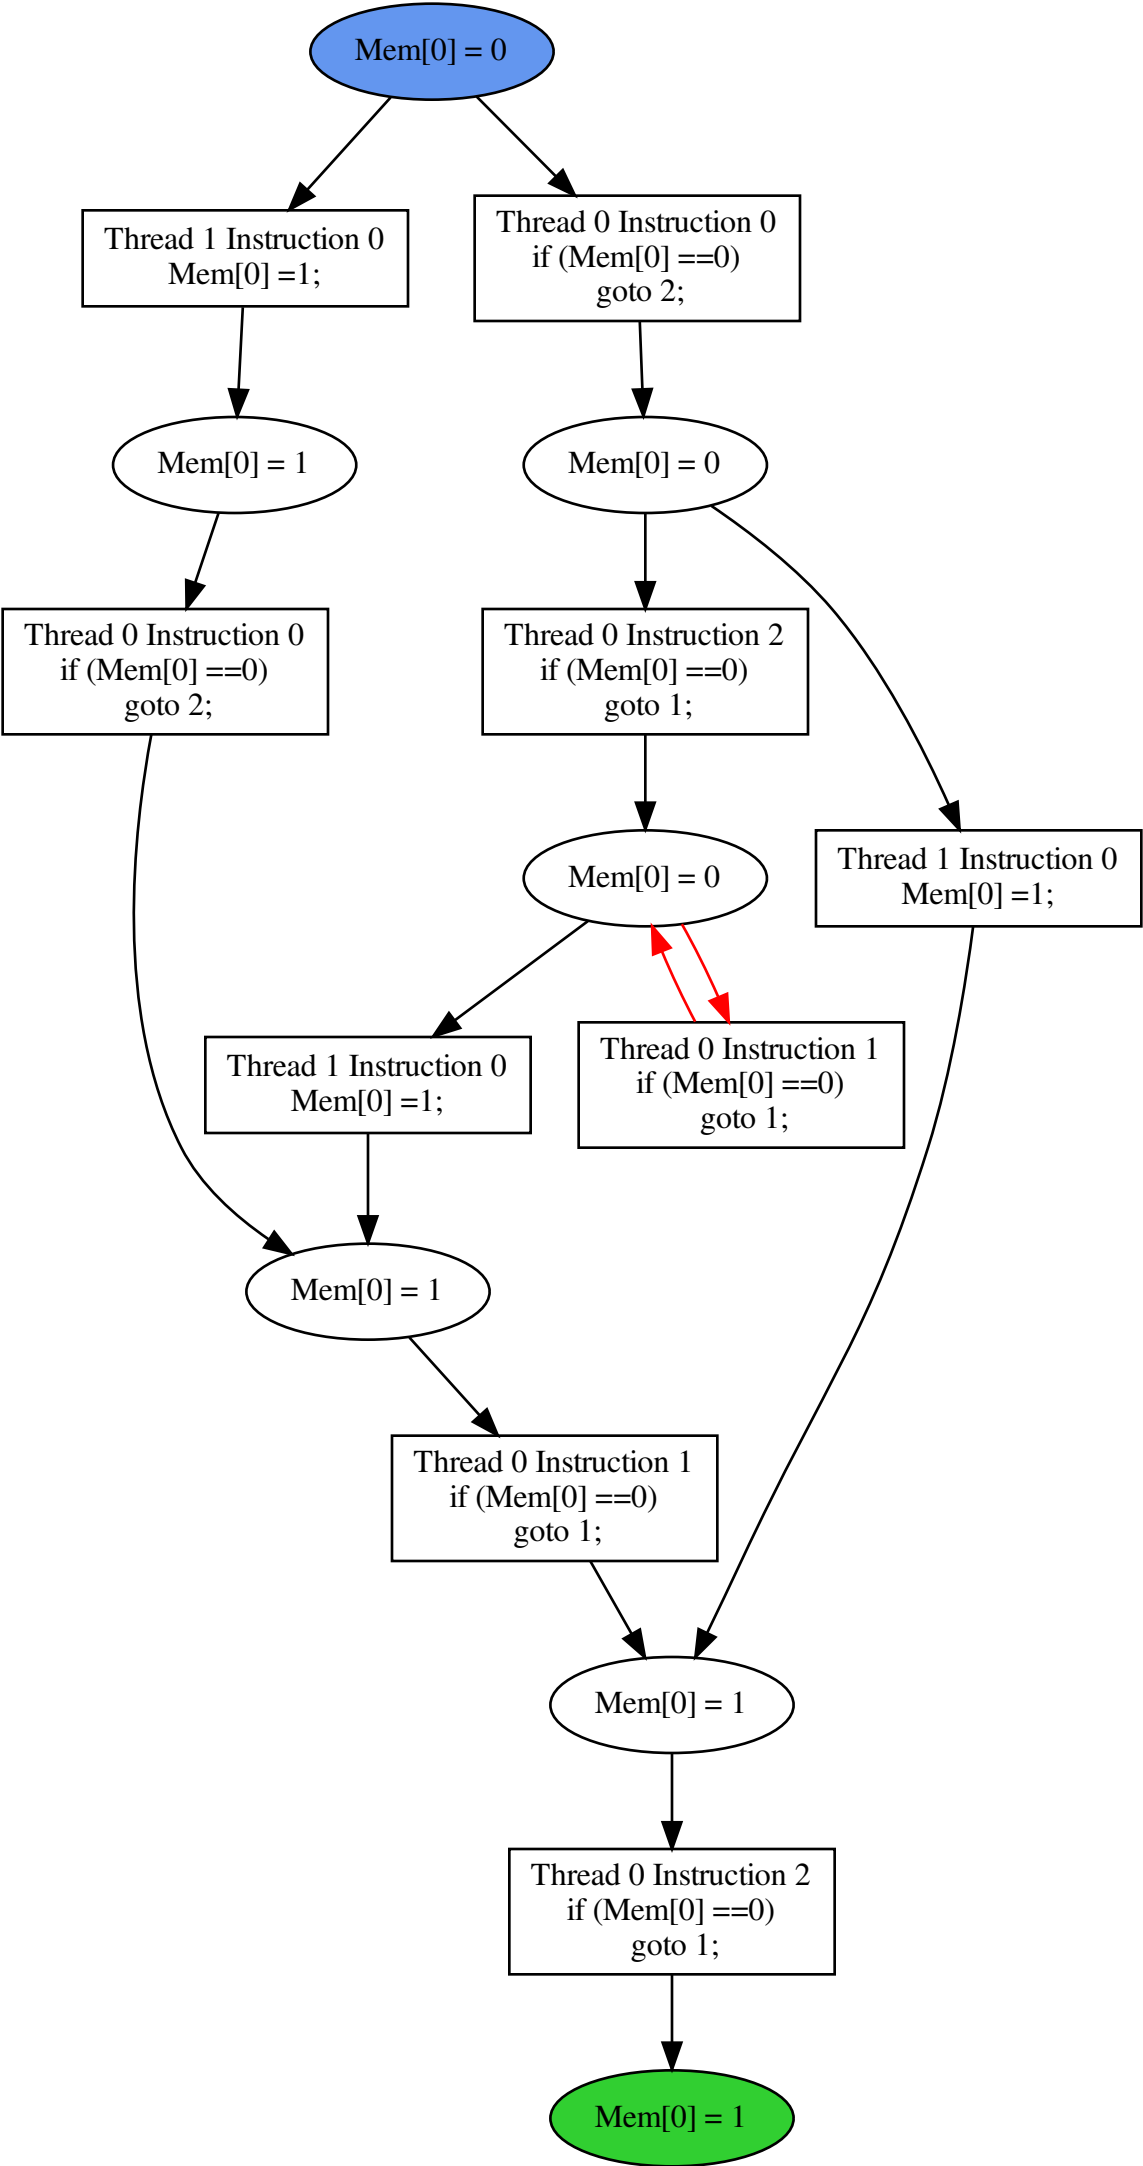 Mem[0] = 0
Thread 1 Instruction 0
Mem[0] =1;
Thread 0 Instruction 0
if (Mem[0] ==0)
goto 2;
Mem[0] = 1
Mem[0] = 0
Thread 0 Instruction 0
if (Mem[0] ==0)
goto 2;
Thread 0 Instruction 2
if (Mem[0] ==0)
goto 1;
Mem[0] = 0
Thread 1 Instruction 0
Mem[0] =1;
Thread 1 Instruction 0
Mem[0] =1;
Thread 0 Instruction 1
if (Mem[0] ==0)
goto 1;
Mem[0] = 1
Thread 0 Instruction 1
if (Mem[0] ==0)
goto 1;
Mem[0] = 1
Thread 0 Instruction 2
if (Mem[0] ==0)
goto 1;
Mem[0] = 1